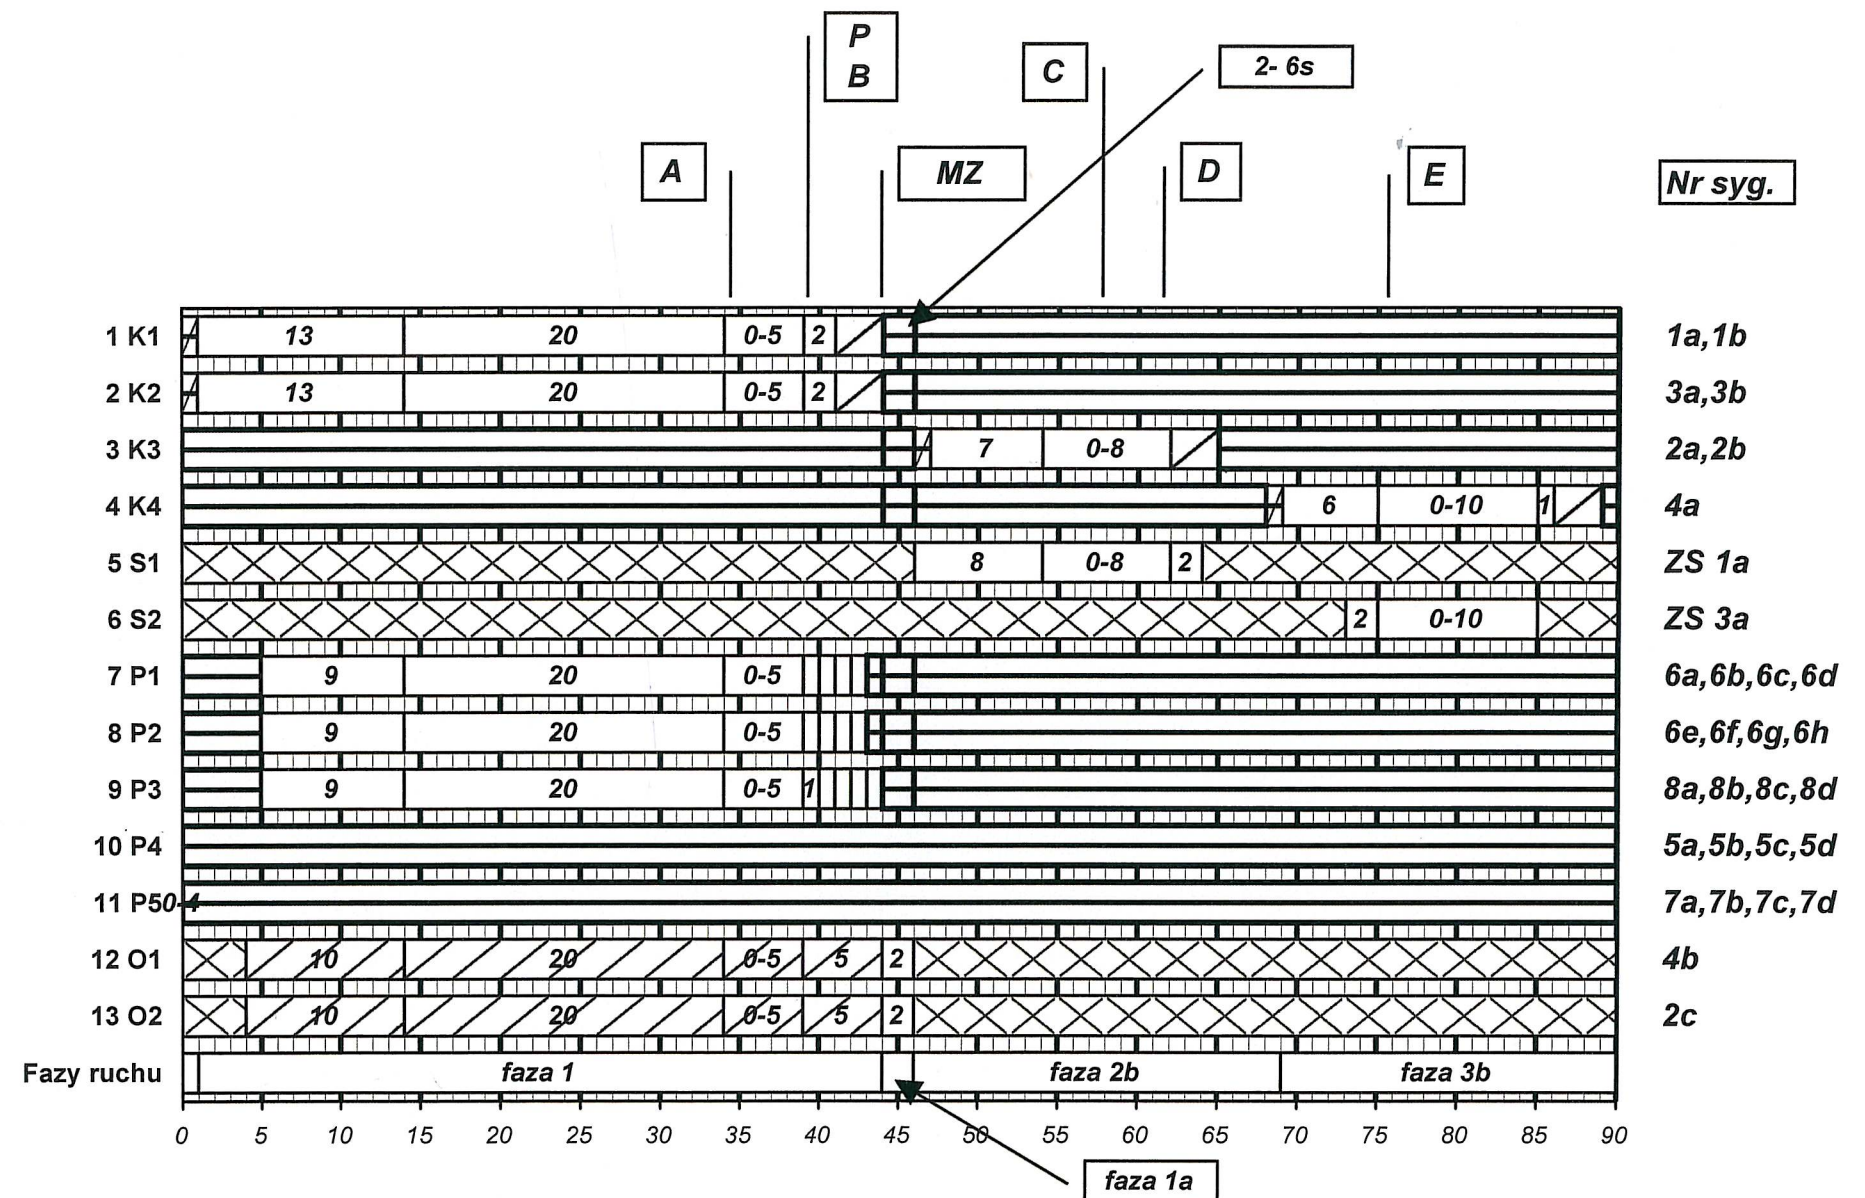 P
B
C
2- 6s
A
MZ
D
E
Nr syg.
1 K1 13 20 0-5 2 1a,1b
2 K2 13 20 0-5 2 3a,3b
3 K3 7 0-8 2a,2b
4 K4 6 0-10 1 4a
5 S1 8 0-8 2 ZS 1a
6 S2 2 0-10 ZS 3a
7 P1 9 20 0-5 6a,6b,6c,6d
8 P2 9 20 0-5 6e,6f,6g,6h
9 P3 9 20 0-5 1 8a,8b,8c,8d
10 P4 5a,5b,5c,5d
11 P50-4 7a,7b,7c,7d
12 O1 10 20 0-5 5 2 4b
13 O2 10 20 0-5 5 2 2c
Fazy ruchu faza 1 faza 2b faza 3b
0 5 10 15 20 25 30 35 40 45 50 55 60 65 70 75 80 85 90
faza 1a